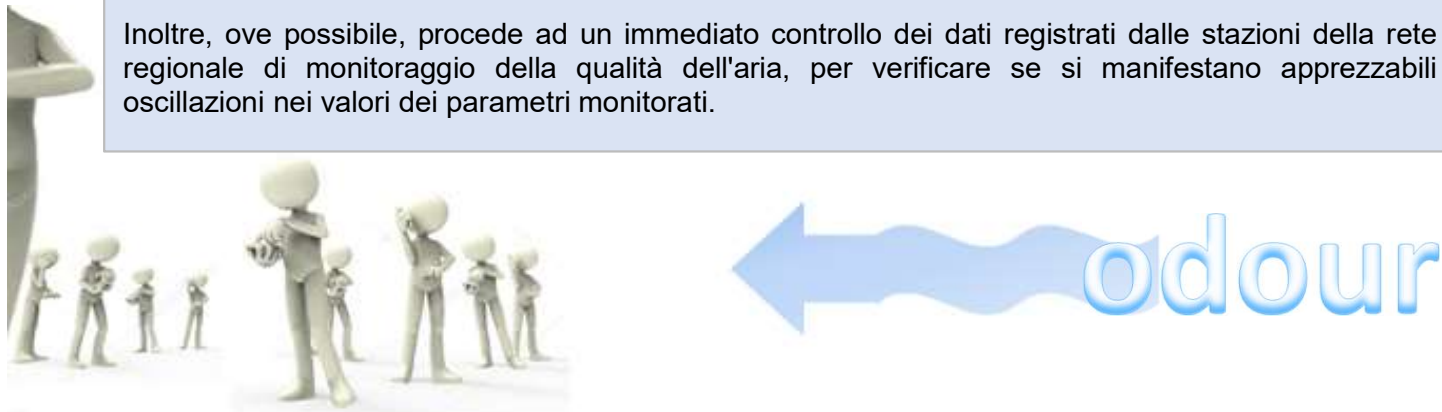 Inoltre, ove possibile, procede ad un immediato controllo dei dati registrati dalle stazioni della rete
regionale di monitoraggio della qualità dell'aria, per verificare se si manifestano apprezzabili
oscillazioni nei valori dei parametri monitorati.
odour